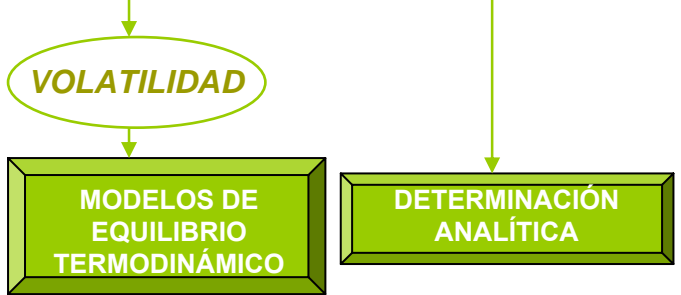 VOLATILIDAD
MODELOS DE
EQUILIBRIO
TERMODINÁMICO
DETERMINACIÓN
ANALÍTICA